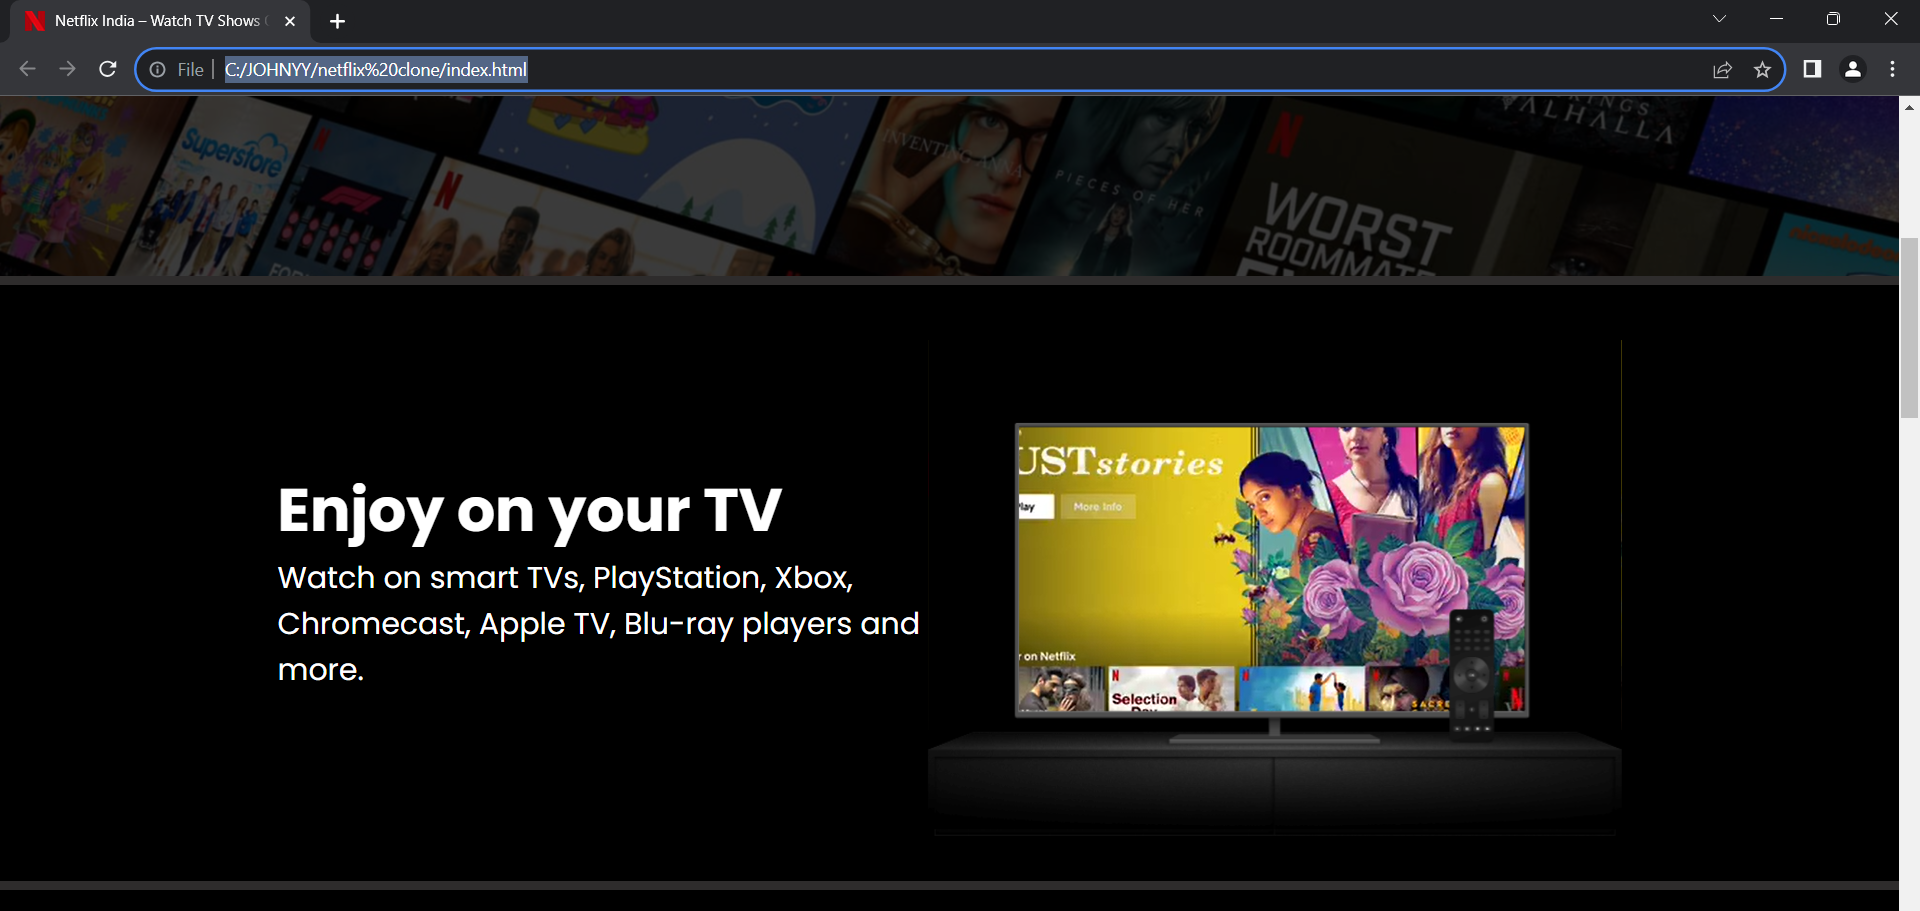 Netflix India – Watch TV Shows
File
C:/JOHNYY/netflix%20clone/index.html
Superstore
INVENTING ANNA
PIECES OF HER
VALHALLA
WORST
ROOMMATE
Enjoy on your TV
Watch on smart TVs, PlayStation, Xbox,
Chromecast, Apple TV, Blu-ray players and
more.
USTstories
lay
More Info
r on Netflix
Selection
Day
SACRE